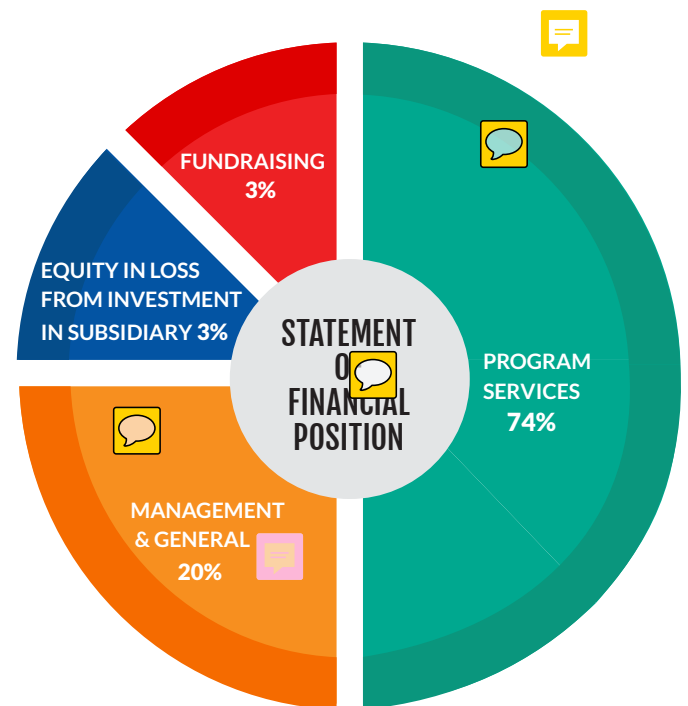 FUNDRAISING
3%
EQUITY IN LOSS
FROM INVESTMENT
IN SUBSIDIARY 3%
STATEMENT
O
FINANCIAL
POSITION
PROGRAM
SERVICES
74%
MANAGEMENT
& GENERAL
20%